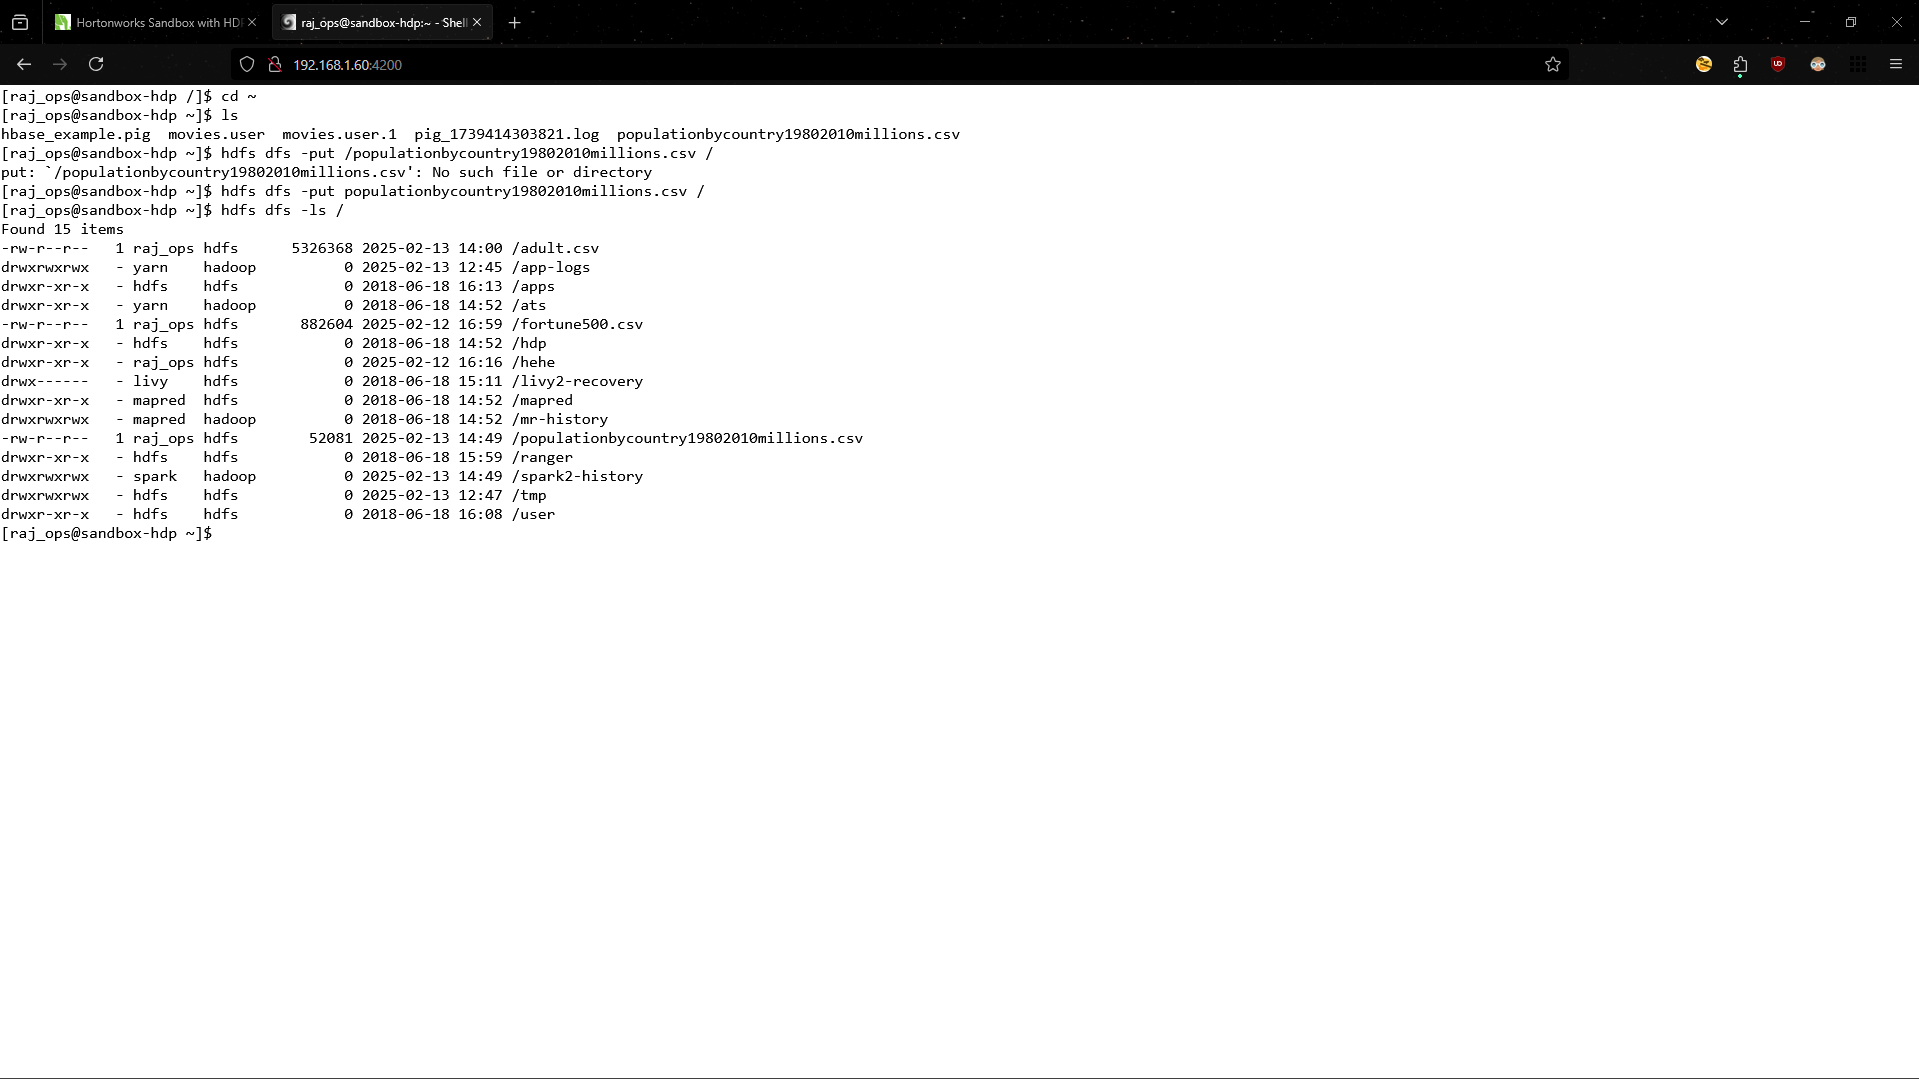 Hortonworks Sandbox with HD
raj_ops@sandbox-hdp:~ - Shell
192.168.1.60:4200
[raj_ops@sandbox-hdp /]$ cd ~
[raj_ops@sandbox-hdp ~]$ ls
hbase_example.pig  movies.user  movies.user.1  pig_1739414303821.log  populationbycountry19802010millions.csv
[raj_ops@sandbox-hdp ~]$ hdfs dfs -put /populationbycountry19802010millions.csv /
put: `/populationbycountry19802010millions.csv': No such file or directory
[raj_ops@sandbox-hdp ~]$ hdfs dfs -put populationbycountry19802010millions.csv /
[raj_ops@sandbox-hdp ~]$ hdfs dfs -ls /
Found 15 items
-rw-r--r--   1 raj_ops hdfs      5326368 2025-02-13 14:00 /adult.csv
drwxrwxrwx   - yarn    hadoop          0 2025-02-13 12:45 /app-logs
drwxr-xr-x   - hdfs    hdfs            0 2018-06-18 16:13 /apps
drwxr-xr-x   - yarn    hadoop          0 2018-06-18 14:52 /ats
-rw-r--r--   1 raj_ops hdfs       882604 2025-02-12 16:59 /fortune500.csv
drwxr-xr-x   - hdfs    hdfs            0 2018-06-18 14:52 /hdp
drwxr-xr-x   - raj_ops hdfs            0 2025-02-12 16:16 /hehe
drwx------   - livy    hdfs            0 2018-06-18 15:11 /livy2-recovery
drwxr-xr-x   - mapred  hdfs            0 2018-06-18 14:52 /mapred
drwxrwxrwx   - mapred  hadoop          0 2018-06-18 14:52 /mr-history
-rw-r--r--   1 raj_ops hdfs        52081 2025-02-13 14:49 /populationbycountry19802010millions.csv
drwxr-xr-x   - hdfs    hdfs            0 2018-06-18 15:59 /ranger
drwxrwxrwx   - spark   hadoop          0 2025-02-13 14:49 /spark2-history
drwxrwxrwx   - hdfs    hdfs            0 2025-02-13 12:47 /tmp
drwxr-xr-x   - hdfs    hdfs            0 2018-06-18 16:08 /user
[raj_ops@sandbox-hdp ~]$